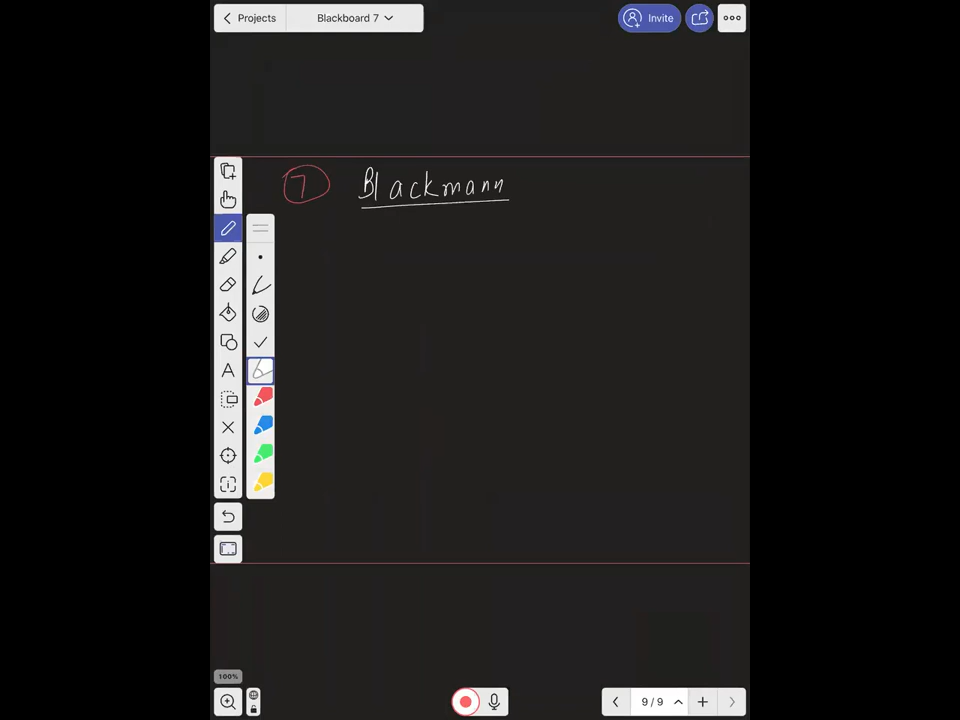 Projects
Blackboard 7
Invite
7 Blackmann
A
100%
9/9